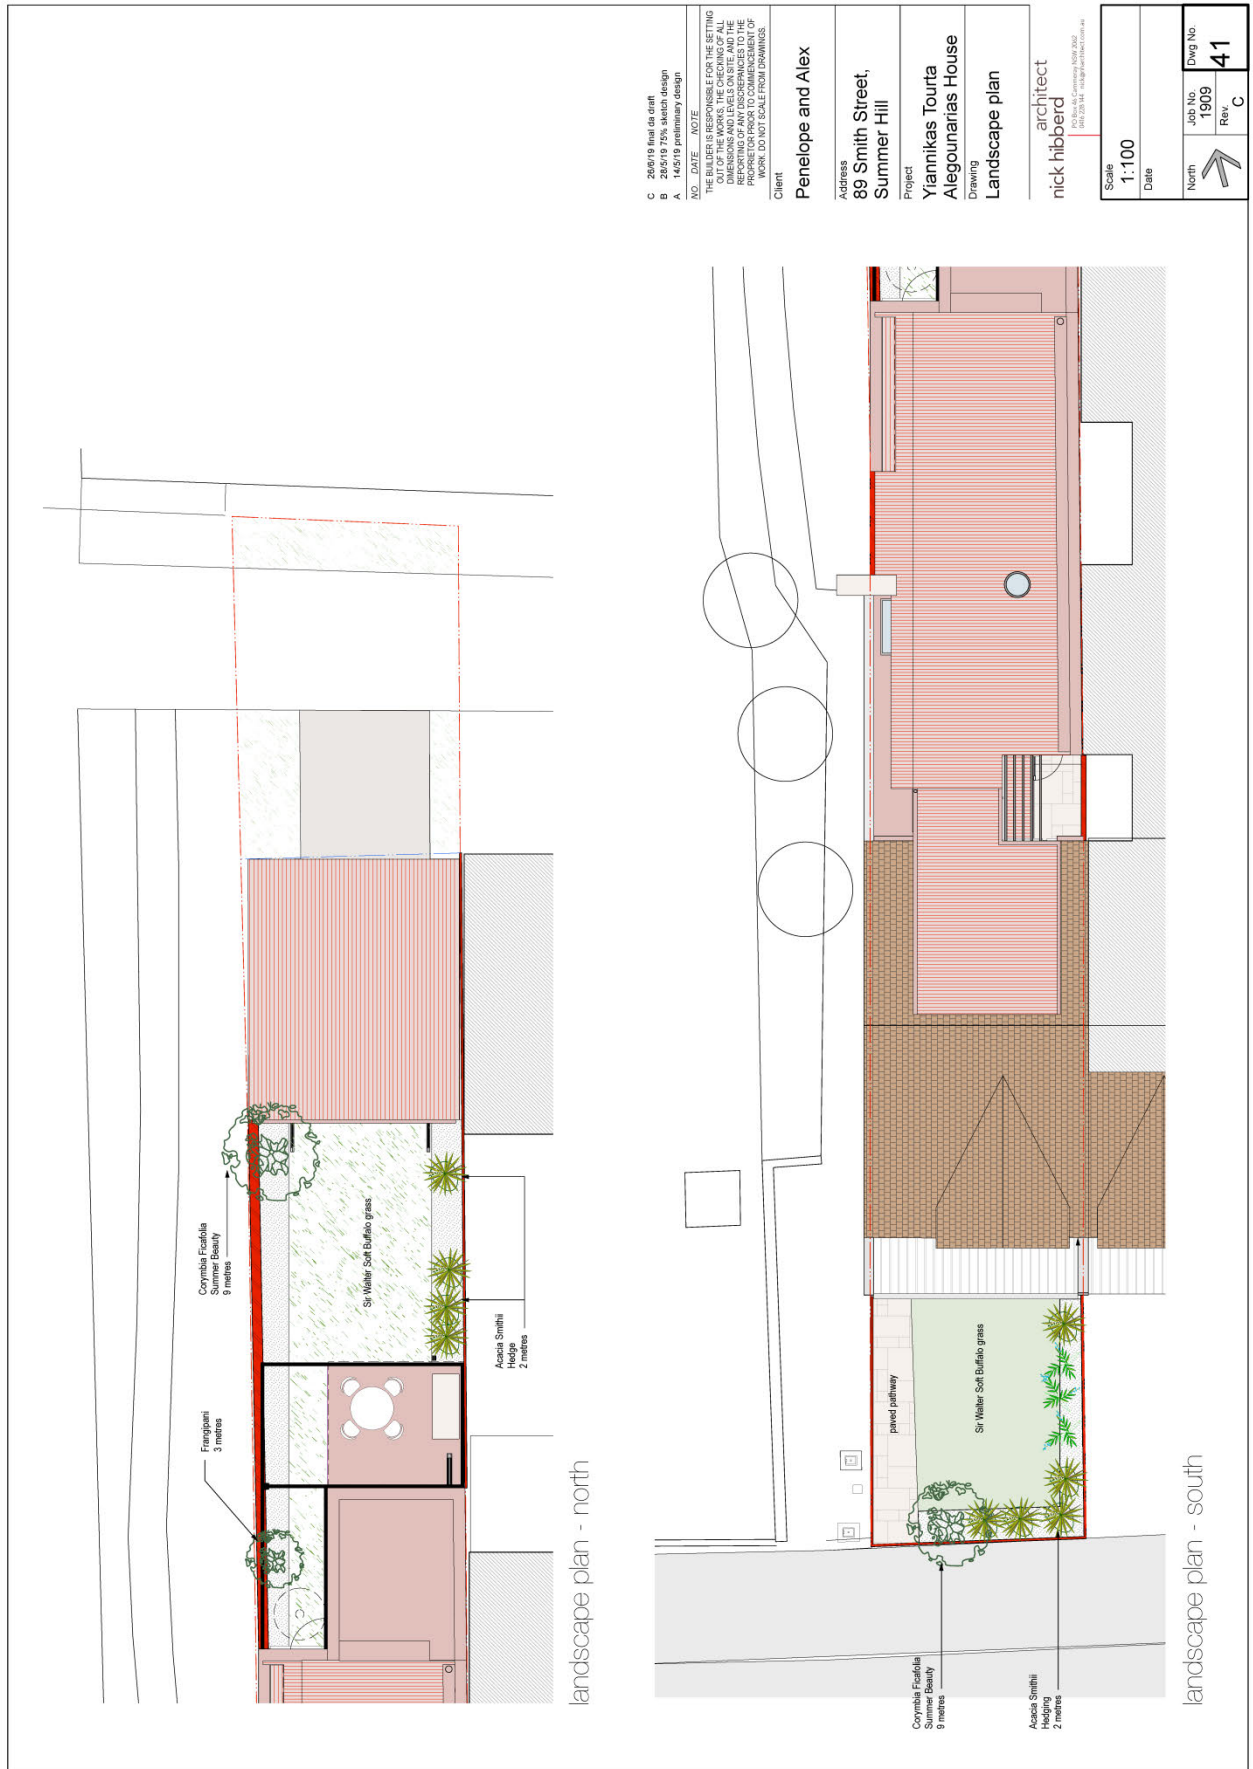 Corymbia Ficafolia
Summer Beauty
9 metres
Frangipani
3 metres
Sir Walter Soft Buffalo grass
Acacia Smithii
Hedge
2 metres
landscape plan - north
paved pathway
Sir Walter Soft Buffalo grass
Corymbia Ficafolia
Summer Beauty
9 metres
Acacia Smithii
Hedging
2 metres
landscape plan - south
C 26/6/19 final da draft
B 28/5/19 75% sketch design
A 14/5/19 preliminary design
NO. DATE NOTE
THE BUILDER IS RESPONSIBLE FOR THE SETTING
OUT OF THE WORKS, THE CHECKING OF ALL
DIMENSIONS AND LEVELS ON SITE, AND THE
REPORTING OF ANY DISCREPANCIES TO THE
PROPRIETOR PRIOR TO COMMENCEMENT OF
WORK. DO NOT SCALE FROM DRAWINGS.
Client
Penelope and Alex
Address
89 Smith Street,
Summer Hill
Project
Yiannikas Tourta
Alegounarias House
Drawing
Landscape plan
architect
nick hibberd
PO Box 46 Cammeray NSW 2062
Scale
1:100
Date
North
Job No.
1909
Rev.
C
Dwg No.
41